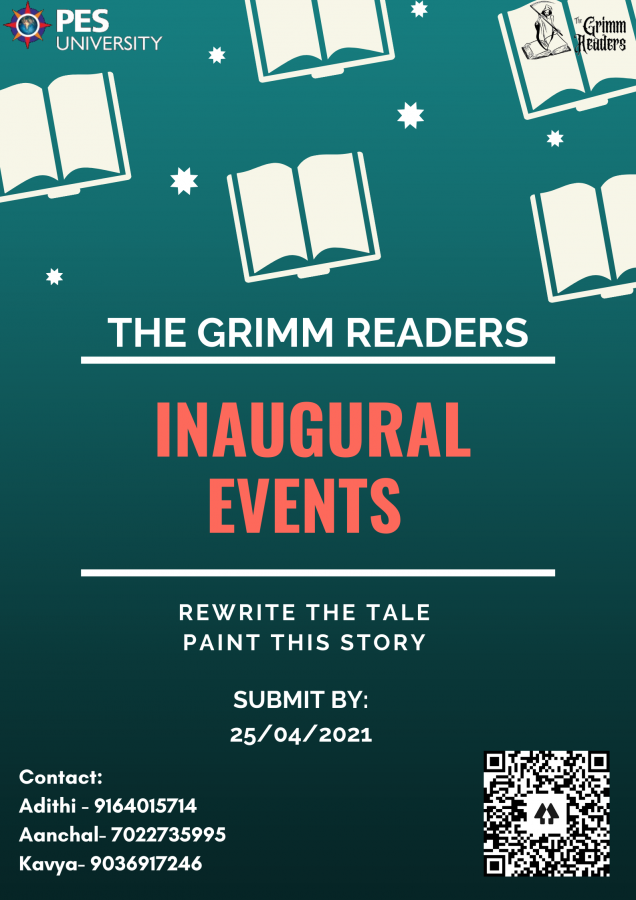 PES
UNIVERSITY
The Grimm
Readers
THE GRIMM READERS
INAUGURAL
EVENTS
REWRITE THE TALE
PAINT THIS STORY
SUBMIT BY:
25/04/2021
Contact:
Adithi - 9164015714
Aanchal- 7022735995
Kavya- 9036917246